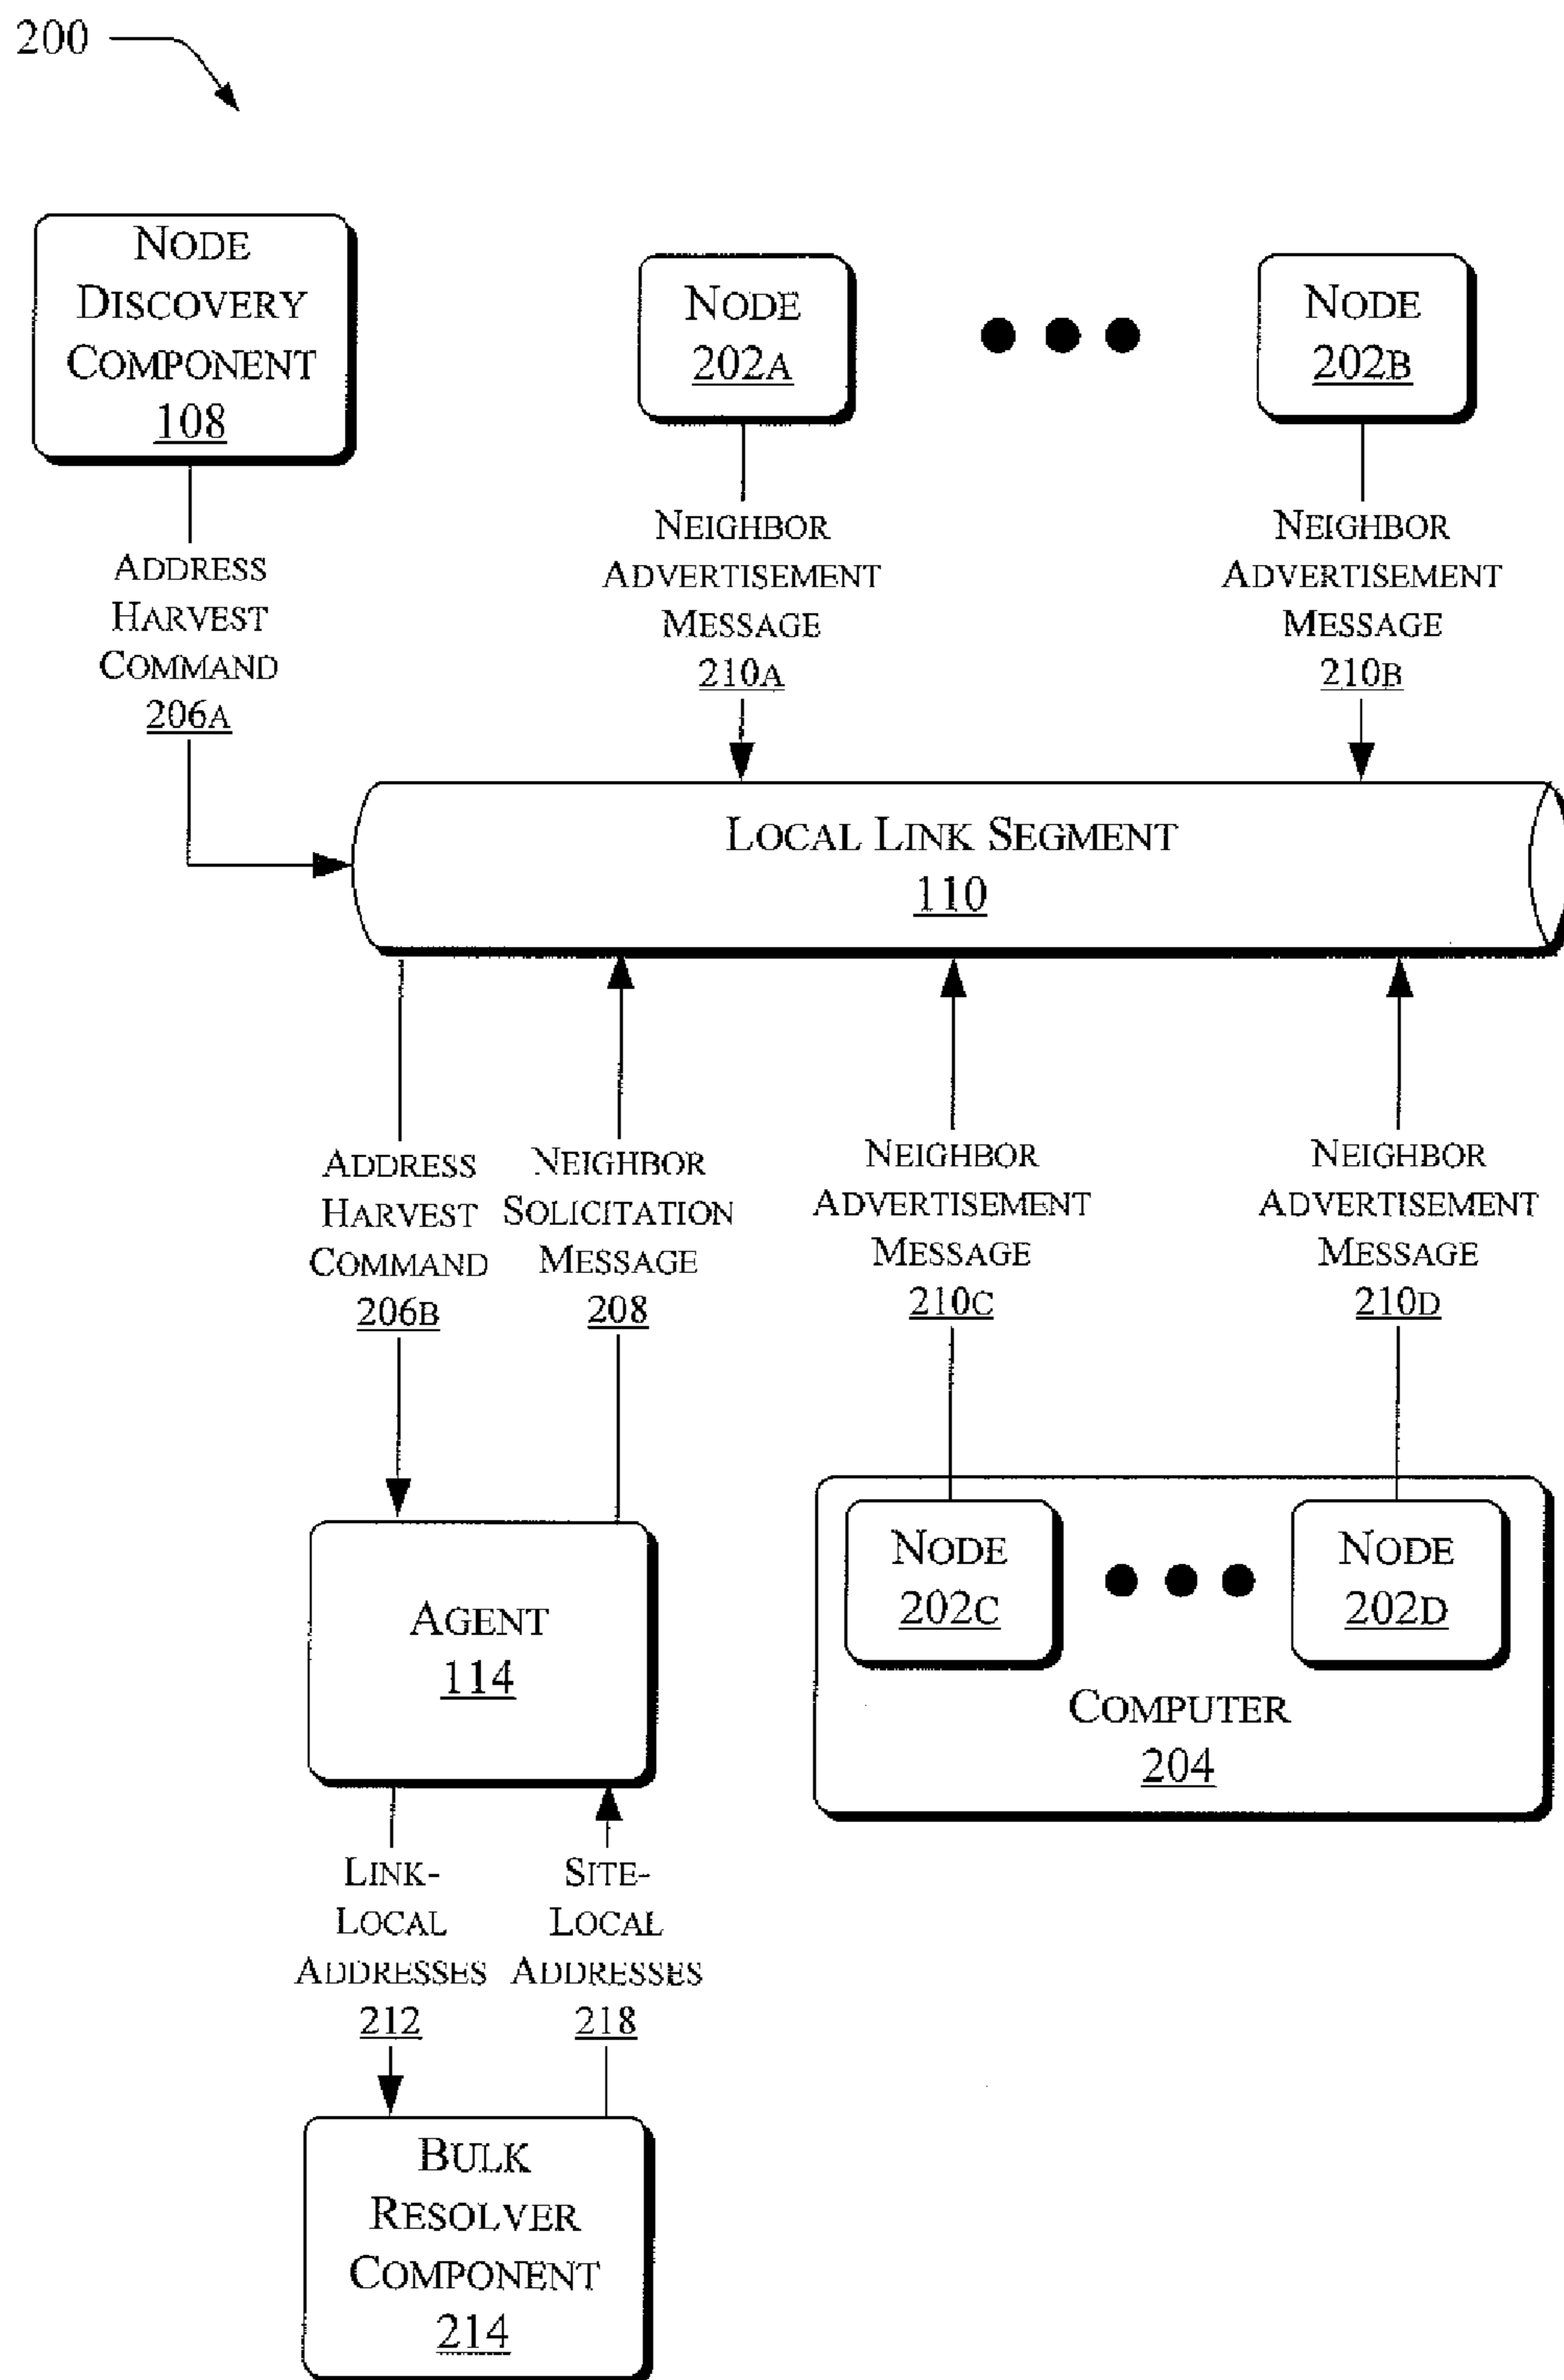 200
NODE
DISCOVERY
COMPONENT
108
NODE
202A
NODE
202B
ADDRESS
HARVEST
COMMAND
206A
NEIGHBOR
ADVERTISEMENT
MESSAGE
210A
NEIGHBOR
ADVERTISEMENT
MESSAGE
210B
LOCAL LINK SEGMENT
110
ADDRESS
HARVEST
COMMAND
206B
NEIGHBOR
SOLICITATION
MESSAGE
208
NEIGHBOR
ADVERTISEMENT
MESSAGE
210C
NEIGHBOR
ADVERTISEMENT
MESSAGE
210D
AGENT
114
NODE
202C
NODE
202D
COMPUTER
204
LINK-
LOCAL
ADDRESSES
212
SITE-
LOCAL
ADDRESSES
218
BULK
RESOLVER
COMPONENT
214